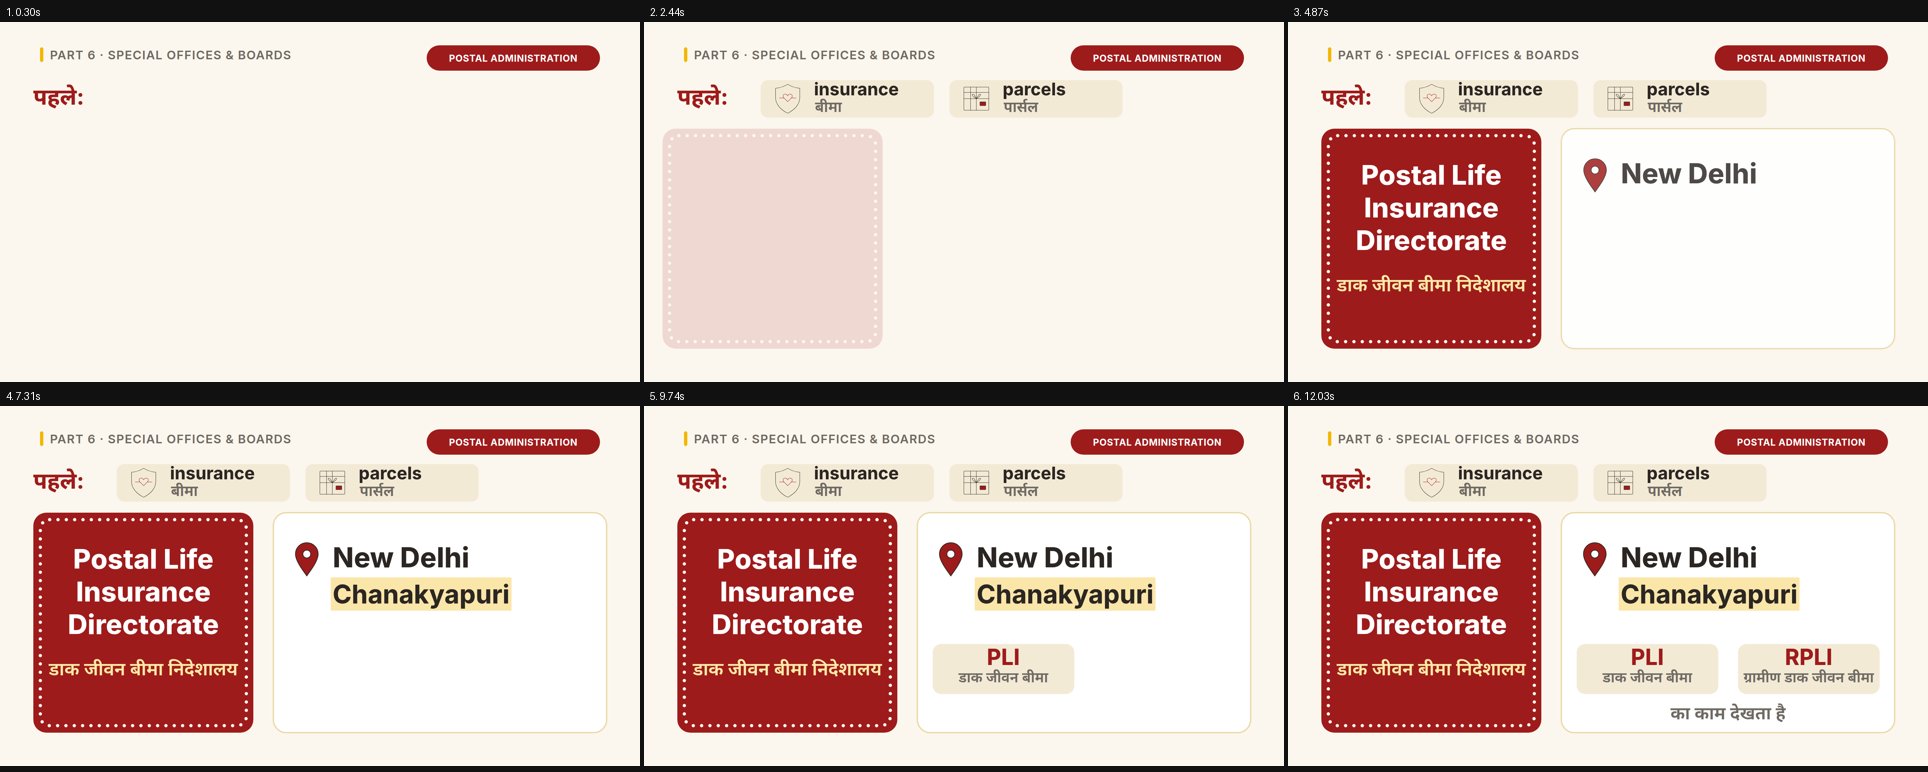 1. 0.30s
PART 6 · SPECIAL OFFICES & BOARDS
POSTAL ADMINISTRATION
पहले:
2. 2.44s
PART 6 · SPECIAL OFFICES & BOARDS
POSTAL ADMINISTRATION
पहले:
insurance
बीमा
parcels
पार्सल
3. 4.87s
PART 6 · SPECIAL OFFICES & BOARDS
POSTAL ADMINISTRATION
पहले:
insurance
बीमा
parcels
पार्सल
Postal Life
Insurance
Directorate
डाक जीवन बीमा निदेशालय
New Delhi
4. 7.31s
PART 6 · SPECIAL OFFICES & BOARDS
POSTAL ADMINISTRATION
पहले:
insurance
बीमा
parcels
पार्सल
Postal Life
Insurance
Directorate
डाक जीवन बीमा निदेशालय
New Delhi
Chanakyapuri
5. 9.74s
PART 6 · SPECIAL OFFICES & BOARDS
POSTAL ADMINISTRATION
पहले:
insurance
बीमा
parcels
पार्सल
Postal Life
Insurance
Directorate
डाक जीवन बीमा निदेशालय
New Delhi
Chanakyapuri
PLI
डाक जीवन बीमा
6. 12.03s
PART 6 · SPECIAL OFFICES & BOARDS
POSTAL ADMINISTRATION
पहले:
insurance
बीमा
parcels
पार्सल
Postal Life
Insurance
Directorate
डाक जीवन बीमा निदेशालय
New Delhi
Chanakyapuri
PLI
डाक जीवन बीमा
RPLI
ग्रामीण डाक जीवन बीमा
का काम देखता है